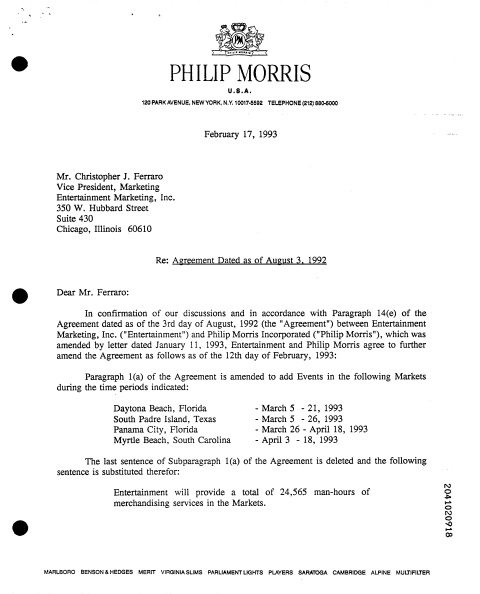 PHILIP MORRIS
U.S.A.
120 PARK AVENUE, NEW YORK, N.Y. 10017-5592 TELEPHONE (212) 880-5000
February 17, 1993
Mr. Christopher J. Ferraro
Vice President, Marketing
Entertainment Marketing, Inc.
350 W. Hubbard Street
Suite 430
Chicago, Illinois 60610
Re: Agreement Dated as of August 3, 1992
Dear Mr. Ferraro:
In confirmation of our discussions and in accordance with Paragraph 14(e) of the
Agreement dated as of the 3rd day of August, 1992 (the "Agreement") between Entertainment
Marketing, Inc. ("Entertainment") and Philip Morris Incorporated ("Philip Morris"), which was
amended by letter dated January 11, 1993, Entertainment and Philip Morris agree to further
amend the Agreement as follows as of the 12th day of February, 1993:
Paragraph 1(a) of the Agreement is amended to add Events in the following Markets
during the time periods indicated:
Daytona Beach, Florida - March 5 - 21, 1993
South Padre Island, Texas - March 5 - 26, 1993
Panama City, Florida - March 26 - April 18, 1993
Myrtle Beach, South Carolina - April 3 - 18, 1993
The last sentence of Subparagraph 1(a) of the Agreement is deleted and the following
sentence is substituted therefor:
Entertainment will provide a total of 24,565 man-hours of
merchandising services in the Markets.
2041020918
MARLBORO BENSON & HEDGES MERIT VIRGINIA SLIMS PARLIAMENT LIGHTS PLAYERS SARATOGA CAMBRIDGE ALPINE MULTIFILTER